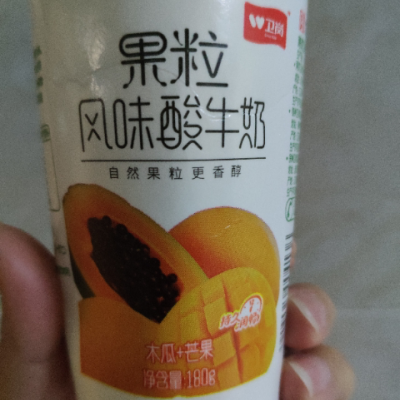 卫岗
果粒
风味酸牛奶
自然果粒更香醇
木瓜+芒果
净含量:180g